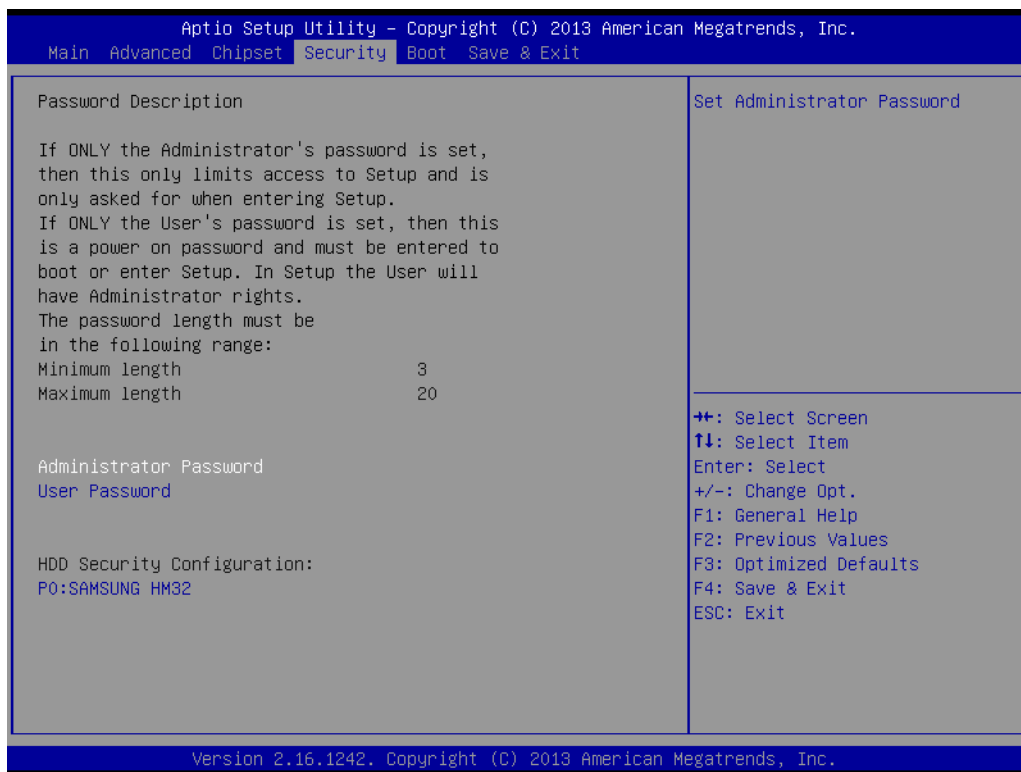 Aptio Setup Utility – Copyright (C) 2013 American Megatrends, Inc.
Main Advanced Chipset Security Boot Save & Exit
Password Description
If ONLY the Administrator's password is set,
then this only limits access to Setup and is
only asked for when entering Setup.
If ONLY the User's password is set, then this
is a power on password and must be entered to
boot or enter Setup. In Setup the User will
have Administrator rights.
The password length must be
in the following range:
Minimum length 3
Maximum length 20
Administrator Password
User Password
HDD Security Configuration:
P0:SAMSUNG HM32
Set Administrator Password
→←: Select Screen
↑↓: Select Item
Enter: Select
+/-: Change Opt.
F1: General Help
F2: Previous Values
F3: Optimized Defaults
F4: Save & Exit
ESC: Exit
Version 2.16.1242. Copyright (C) 2013 American Megatrends, Inc.